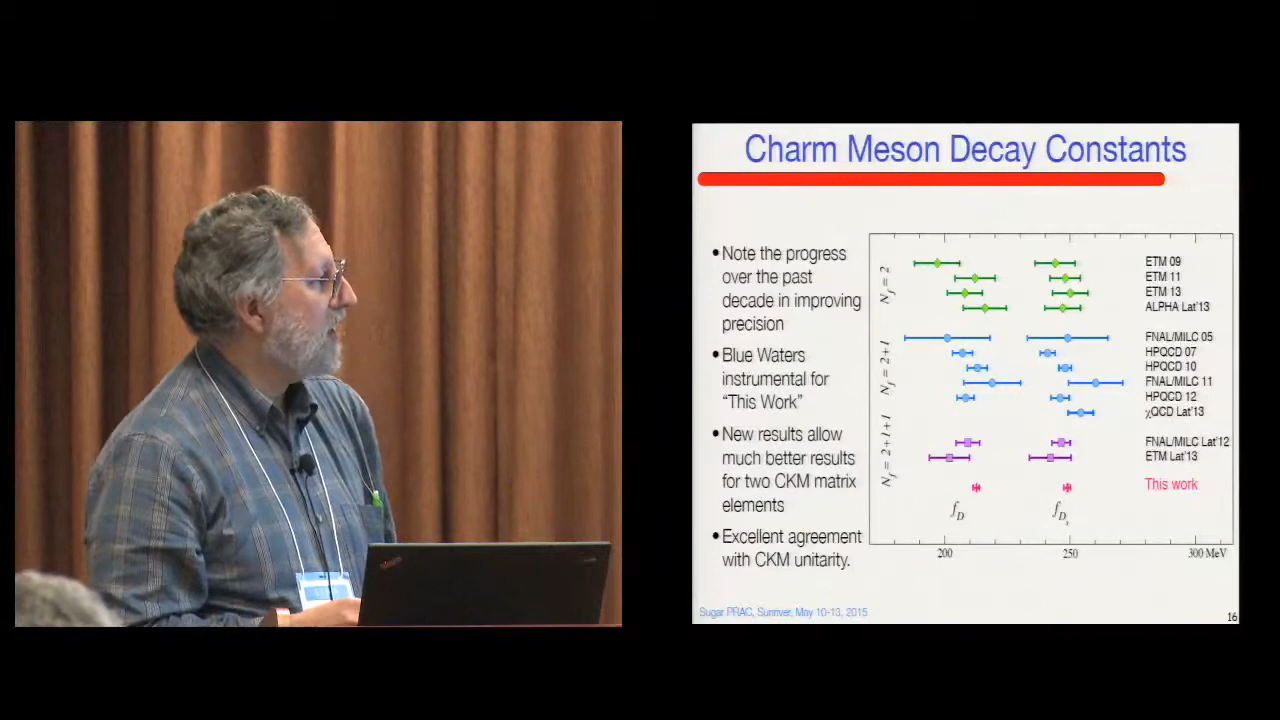 Charm Meson Decay Constants
•Note the progress
over the past
decade in improving
precision
•Blue Waters
instrumental for
“This Work”
•New results allow
much better results
for two CKM matrix
elements
•Excellent agreement
with CKM unitarity.
N_f = 2
ETM 09
ETM 11
ETM 13
ALPHA Lat'13
N_f = 2+1
FNAL/MILC 05
HPQCD 07
HPQCD 10
FNAL/MILC 11
HPQCD 12
χQCD Lat'13
N_f = 2+1+1
FNAL/MILC Lat'12
ETM Lat'13
This work
f_D f_{D_s}
200 250 300 MeV
Sugar PRAC, Sunriver, May 10-13, 2015
16